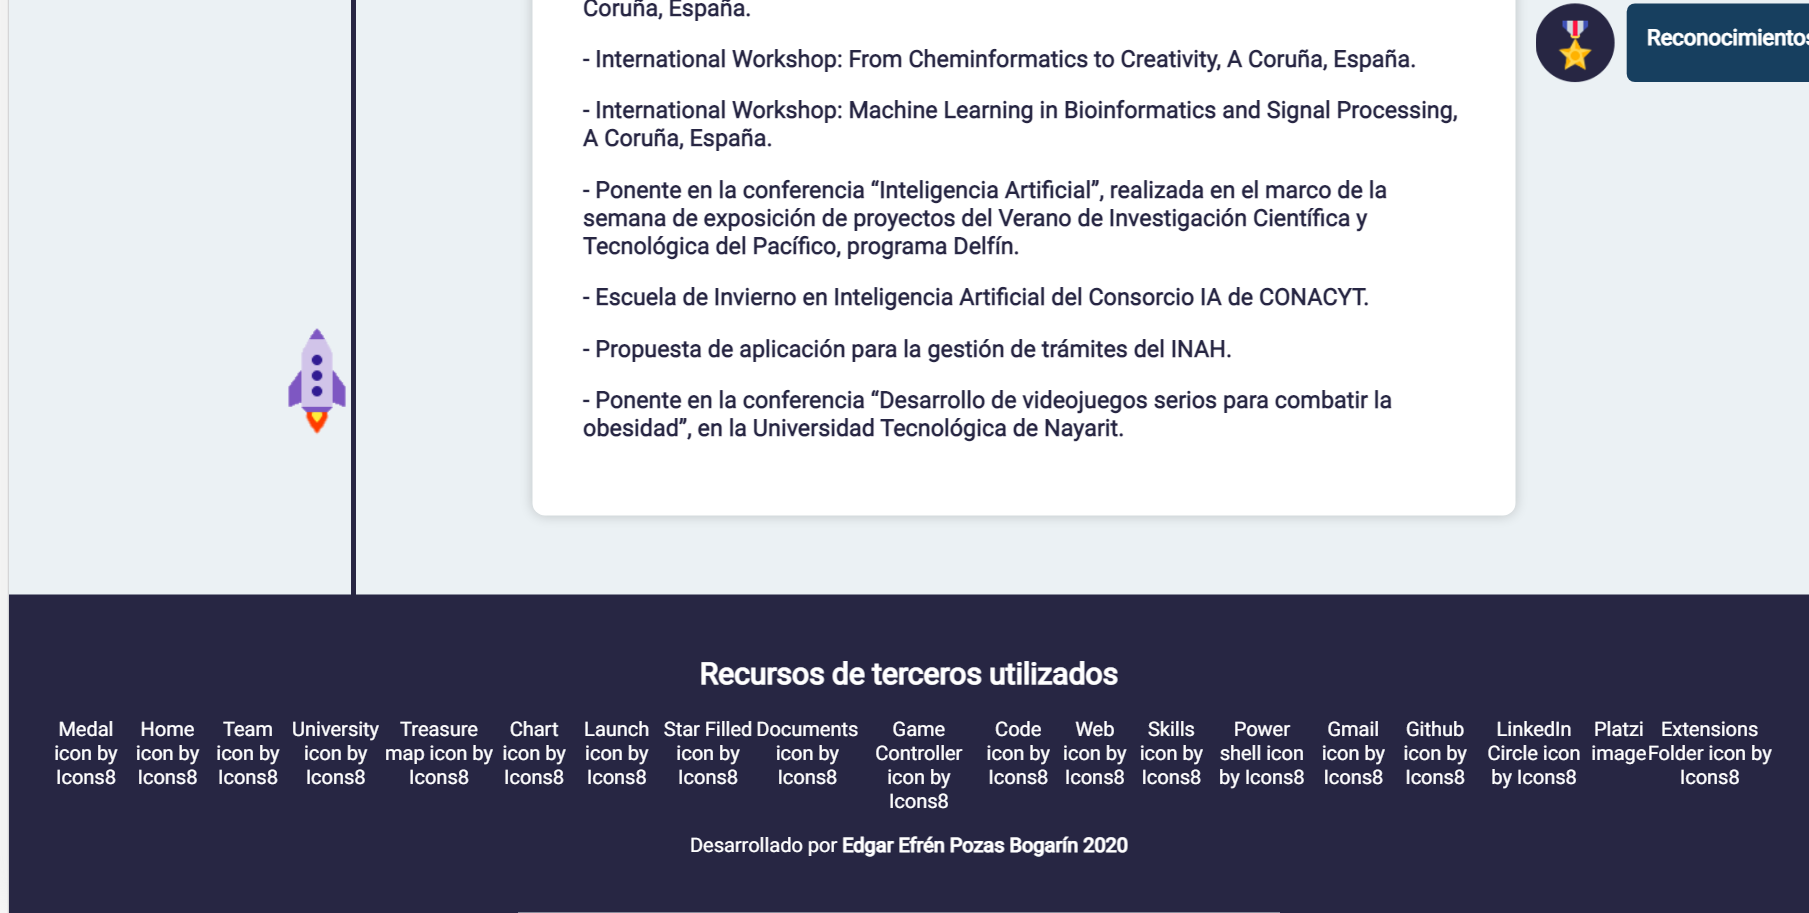 Coruña, España.
- International Workshop: From Cheminformatics to Creativity, A Coruña, España.
- International Workshop: Machine Learning in Bioinformatics and Signal Processing,
A Coruña, España.
- Ponente en la conferencia “Inteligencia Artificial”, realizada en el marco de la
semana de exposición de proyectos del Verano de Investigación Científica y
Tecnológica del Pacífico, programa Delfín.
- Escuela de Invierno en Inteligencia Artificial del Consorcio IA de CONACYT.
- Propuesta de aplicación para la gestión de trámites del INAH.
- Ponente en la conferencia “Desarrollo de videojuegos serios para combatir la
obesidad”, en la Universidad Tecnológica de Nayarit.
Reconocimientos
Recursos de terceros utilizados
Medal
icon by
Icons8
Home
icon by
Icons8
Team
icon by
Icons8
University
icon by
Icons8
Treasure
map icon by
Icons8
Chart
icon by
Icons8
Launch
icon by
Icons8
Star Filled
icon by
Icons8
Documents
icon by
Icons8
Game
Controller
icon by
Icons8
Code
icon by
Icons8
Web
icon by
Icons8
Skills
icon by
Icons8
Power
shell icon
by Icons8
Gmail
icon by
Icons8
Github
icon by
Icons8
LinkedIn
Circle icon
by Icons8
Platzi
image
Extensions
Folder icon by
Icons8
Desarrollado por Edgar Efrén Pozas Bogarín 2020